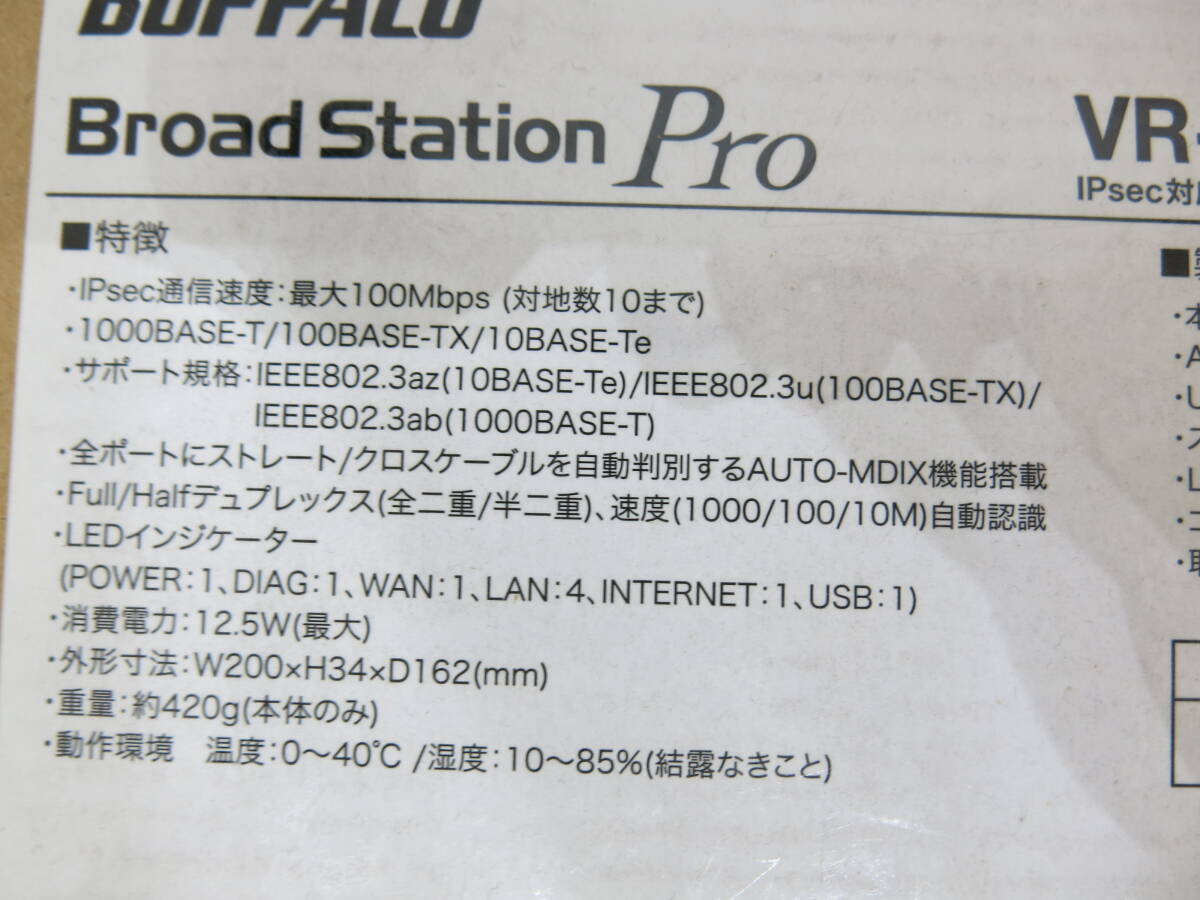 BUFFALO
BroadStation Pro
VR-
IPsec対応
■特徴
・IPsec通信速度：最大100Mbps (対地数10まで)
・1000BASE-T/100BASE-TX/10BASE-Te
・サポート規格：IEEE802.3az(10BASE-Te)/IEEE802.3u(100BASE-TX)/
IEEE802.3ab(1000BASE-T)
・全ポートにストレート/クロスケーブルを自動判別するAUTO-MDIX機能搭載
・Full/Halfデュプレックス(全二重/半二重)、速度(1000/100/10M)自動認識
・LEDインジケーター
(POWER：1、DIAG：1、WAN：1、LAN：4、INTERNET：1、USB：1)
・消費電力：12.5W(最大)
・外形寸法：W200×H34×D162(mm)
・重量：約420g(本体のみ)
・動作環境　温度：0～40℃ /湿度：10～85%(結露なきこと)